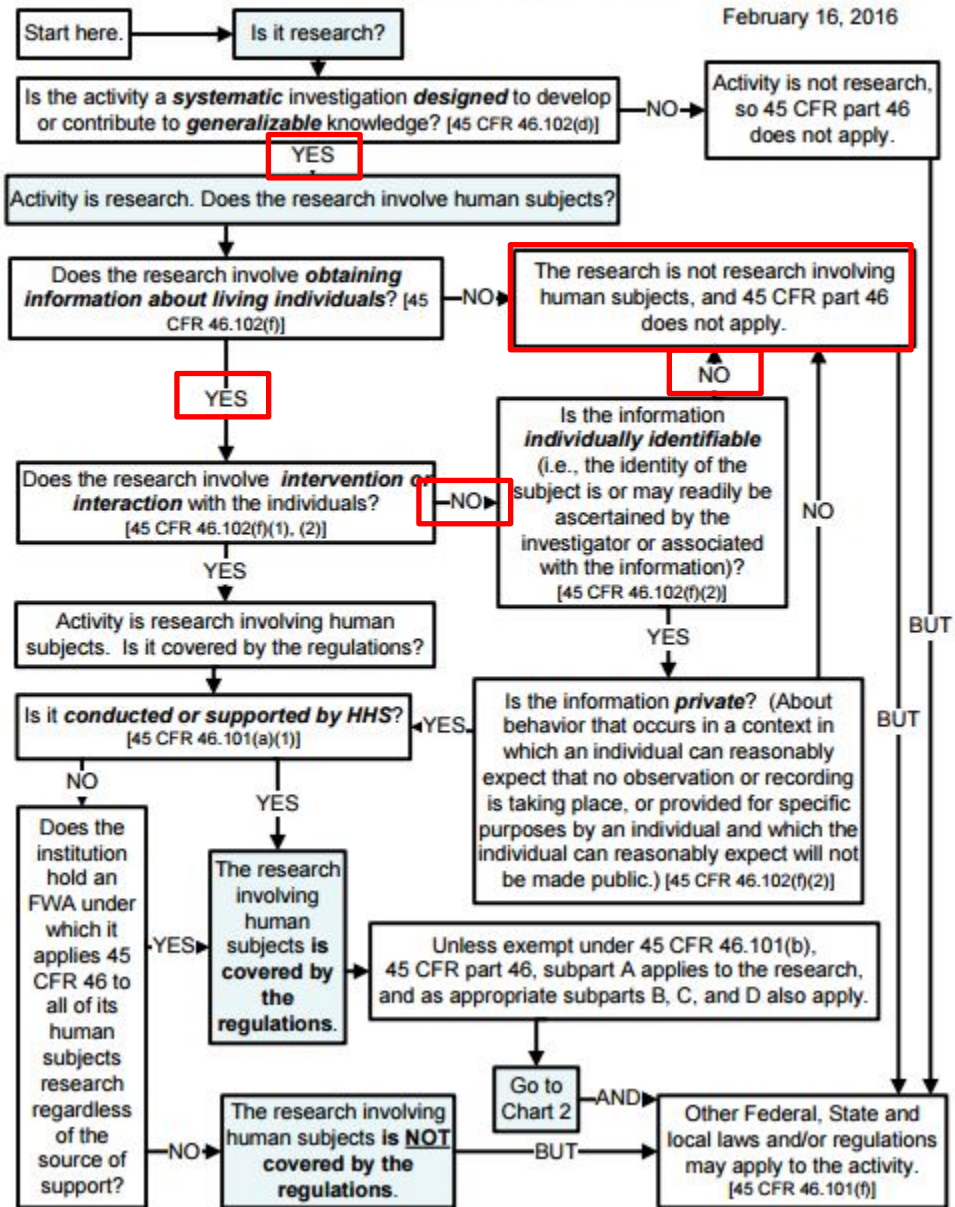 February 16, 2016
Start here.
Is it research?
Is the activity a systematic investigation designed to develop
or contribute to generalizable knowledge? [45 CFR 46.102(d)]
NO
Activity is not research,
so 45 CFR part 46
does not apply.
YES
Activity is research. Does the research involve human subjects?
Does the research involve obtaining
information about living individuals? [45
CFR 46.102(f)]
NO
The research is not research involving
human subjects, and 45 CFR part 46
does not apply.
YES
NO
Does the research involve intervention or
interaction with the individuals?
[45 CFR 46.102(f)(1), (2)]
NO
Is the information
individually identifiable
(i.e., the identity of the
subject is or may readily be
ascertained by the
investigator or associated
with the information)?
[45 CFR 46.102(f)(2)]
NO
YES
YES
BUT
BUT
Activity is research involving human
subjects. Is it covered by the regulations?
Is it conducted or supported by HHS?
[45 CFR 46.101(a)(1)]
YES
Is the information private? (About
behavior that occurs in a context in
which an individual can reasonably
expect that no observation or recording
is taking place, or provided for specific
purposes by an individual and which the
individual can reasonably expect will not
be made public.) [45 CFR 46.102(f)(2)]
NO
YES
Does the
institution
hold an
FWA under
which it
applies 45
CFR 46 to
all of its
human
subjects
research
regardless
of the
source of
support?
YES
The research
involving
human
subjects is
covered by
the
regulations.
Unless exempt under 45 CFR 46.101(b),
45 CFR part 46, subpart A applies to the research,
and as appropriate subparts B, C, and D also apply.
Go to
Chart 2
AND
NO
The research involving
human subjects is NOT
covered by the
regulations.
BUT
Other Federal, State and
local laws and/or regulations
may apply to the activity.
[45 CFR 46.101(f)]